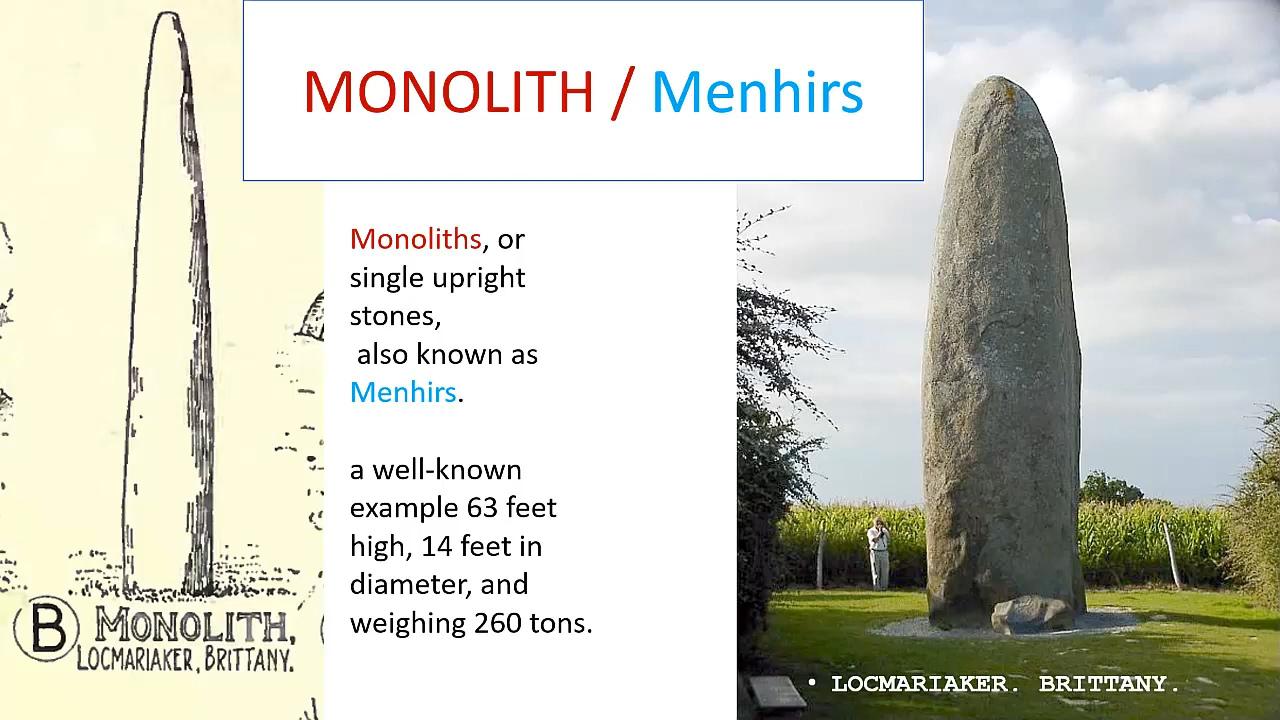 MONOLITH / Menhirs
Monoliths, or
single upright
stones,
also known as
Menhirs.
a well-known
example 63 feet
high, 14 feet in
diameter, and
weighing 260 tons.
B MONOLITH,
LOCMARIAKER, BRITTANY.
• LOCMARIAKER. BRITTANY.